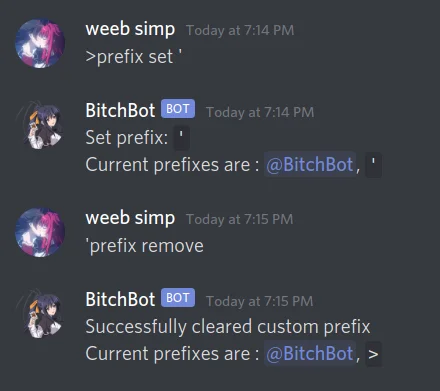 weeb simp Today at 7:14 PM
>prefix set '
BitchBot BOT Today at 7:14 PM
Set prefix: '
Current prefixes are : @BitchBot, '
weeb simp Today at 7:15 PM
'prefix remove
BitchBot BOT Today at 7:15 PM
Successfully cleared custom prefix
Current prefixes are : @BitchBot, >